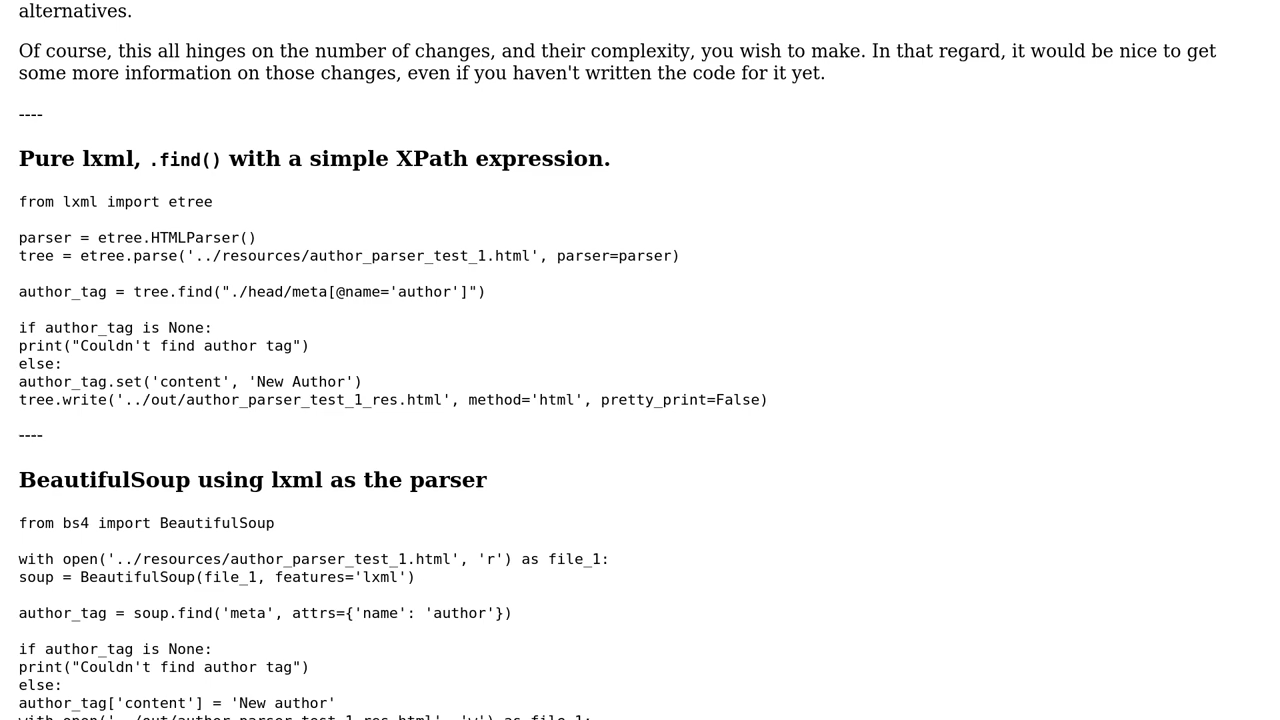 alternatives.
Of course, this all hinges on the number of changes, and their complexity, you wish to make. In that regard, it would be nice to get
some more information on those changes, even if you haven't written the code for it yet.
----
Pure lxml, .find() with a simple XPath expression.
from lxml import etree
parser = etree.HTMLParser()
tree = etree.parse('../resources/author_parser_test_1.html', parser=parser)
author_tag = tree.find("./head/meta[@name='author']")
if author_tag is None:
print("Couldn't find author tag")
else:
author_tag.set('content', 'New Author')
tree.write('../out/author_parser_test_1_res.html', method='html', pretty_print=False)
----
BeautifulSoup using lxml as the parser
from bs4 import BeautifulSoup
with open('../resources/author_parser_test_1.html', 'r') as file_1:
soup = BeautifulSoup(file_1, features='lxml')
author_tag = soup.find('meta', attrs={'name': 'author'})
if author_tag is None:
print("Couldn't find author tag")
else:
author_tag['content'] = 'New author'
with open('../out/author_parser_test_1_res.html', 'w') as file_1: